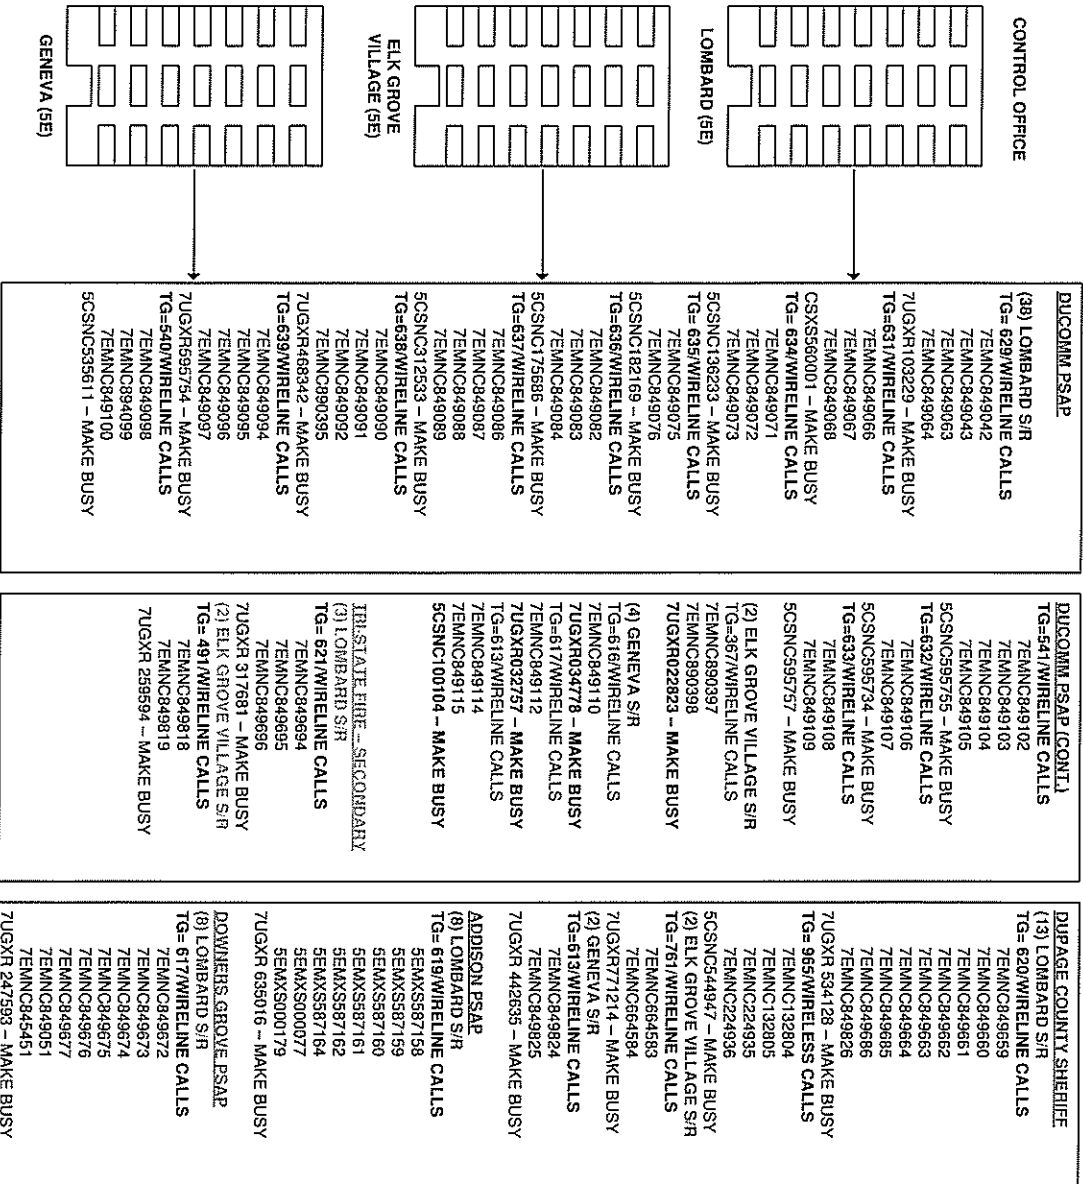 CONTROL OFFICE
LOMBARD (5E)
ELK GROVE
VILLAGE (5E)
GENEVA (5E)
DUCOMM PSAP
(38) LOMBARD S/R
TG= 629/WIRELINE CALLS
7EMNC849042
7EMNC849043
7EMNC849063
7EMNC849064
7UGXR103229 – MAKE BUSY
TG=631/WIRELINE CALLS
7EMNC849066
7EMNC849067
7EMNC849068
CSXS560001 – MAKE BUSY
TG= 634/WIRELINE CALLS
7EMNC849071
7EMNC849072
7EMNC849073
5CSNC136233 – MAKE BUSY
TG= 635/WIRELINE CALLS
7EMNC849075
7EMNC849076
5CSNC182169 – MAKE BUSY
TG=636/WIRELINE CALLS
7EMNC849082
7EMNC849083
7EMNC849084
5CSNC175686 – MAKE BUSY
TG=637/WIRELINE CALLS
7EMNC849086
7EMNC849087
7EMNC849088
7EMNC849089
5CSNC312533 – MAKE BUSY
TG=638/WIRELINE CALLS
7EMNC849090
7EMNC849091
7EMNC849092
7EMNC890395
7UGXR468342 – MAKE BUSY
TG=639/WIRELINE CALLS
7EMNC849094
7EMNC849095
7EMNC849096
7EMNC849097
7UGXR595754 – MAKE BUSY
TG=540/WIRELINE CALLS
7EMNC849098
7EMNC894099
7EMNC849100
5CSNC535611 – MAKE BUSY
DUCOMM PSAP (CONT.)
TG=541/WIRELINE CALLS
7EMNC849102
7EMNC849103
7EMNC849104
7EMNC849105
5CSNC595755 – MAKE BUSY
TG=632/WIRELINE CALLS
7EMNC849106
7EMNC849107
5CSNC595734 – MAKE BUSY
TG=633/WIRELINE CALLS
7EMNC849108
7EMNC849109
5CSNC595757 – MAKE BUSY
(2) ELK GROVE VILLAGE S/R
TG=367/WIRELINE CALLS
7EMNC890397
7EMNC890398
7UGXR022823 – MAKE BUSY
(4) GENEVA S/R
TG=616/WIRELINE CALLS
7EMNC849110
7UGXR034778 – MAKE BUSY
TG=617/WIRELINE CALLS
7EMNC849112
7UGXR032757 – MAKE BUSY
TG=613/WIRELINE CALLS
7EMNC849114
7EMNC849115
5CSNC100104 – MAKE BUSY
TRI-STATE FIRE – SECONDARY
(3) LOMBARD S/R
TG= 621/WIRELINE CALLS
7EMNC849694
7EMNC849695
7EMNC849696
7UGXR 317681 – MAKE BUSY
(2) ELK GROVE VILLAGE S/R
TG= 491/WIRELINE CALLS
7EMNC849818
7EMNC849819
7UGXR 259594 – MAKE BUSY
DUPAGE COUNTY SHERIFF
(13) LOMBARD S/R
TG= 620/WIRELINE CALLS
7EMNC849659
7EMNC849660
7EMNC849661
7EMNC849662
7EMNC849663
7EMNC849664
7EMNC849685
7EMNC849686
7EMNC849826
7UGXR 534128 – MAKE BUSY
TG= 965/WIRELESS CALLS
7EMNC132804
7EMNC132805
7EMNC224935
7EMNC224936
5CSNC544947 – MAKE BUSY
(2) ELK GROVE VILLAGE S/R
TG=761/WIRELINE CALLS
7EMNC664583
7EMNC664584
7UGXR771214 – MAKE BUSY
(2) GENEVA S/R
TG=613/WIRELINE CALLS
7EMNC849824
7EMNC849825
7UGXR 442635 – MAKE BUSY
ADDISON PSAP
(8) LOMBARD S/R
TG= 619/WIRELINE CALLS
5EMXS587158
5EMXS587159
5EMXS587160
5EMXS587161
5EMXS587162
5EMXS587164
5EMXS000077
5EMXS000179
7UGXR 635016 – MAKE BUSY
DOWNERS GROVE PSAP
(8) LOMBARD S/R
TG= 617/WIRELINE CALLS
7EMNC849672
7EMNC849673
7EMNC849674
7EMNC849675
7EMNC849676
7EMNC849677
7EMNC849051
7EMNC845451
7UGXR 247593 – MAKE BUSY